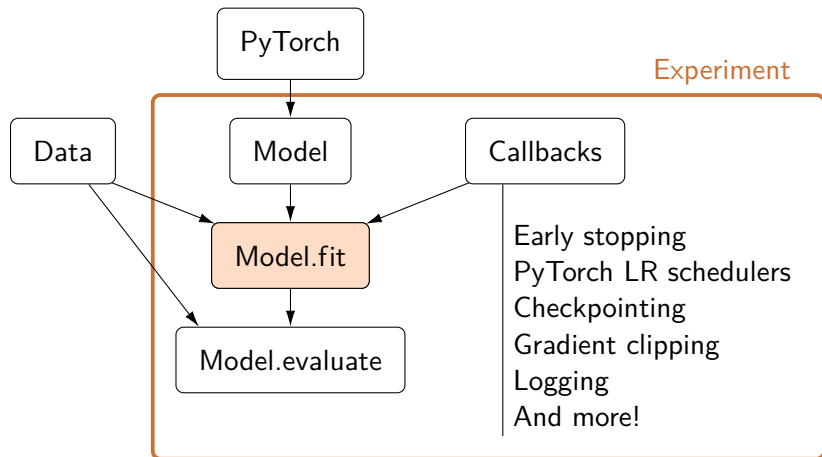 PyTorch
Experiment
Data
Model
Callbacks
Model.fit
Early stopping
PyTorch LR schedulers
Checkpointing
Gradient clipping
Logging
And more!
Model.evaluate